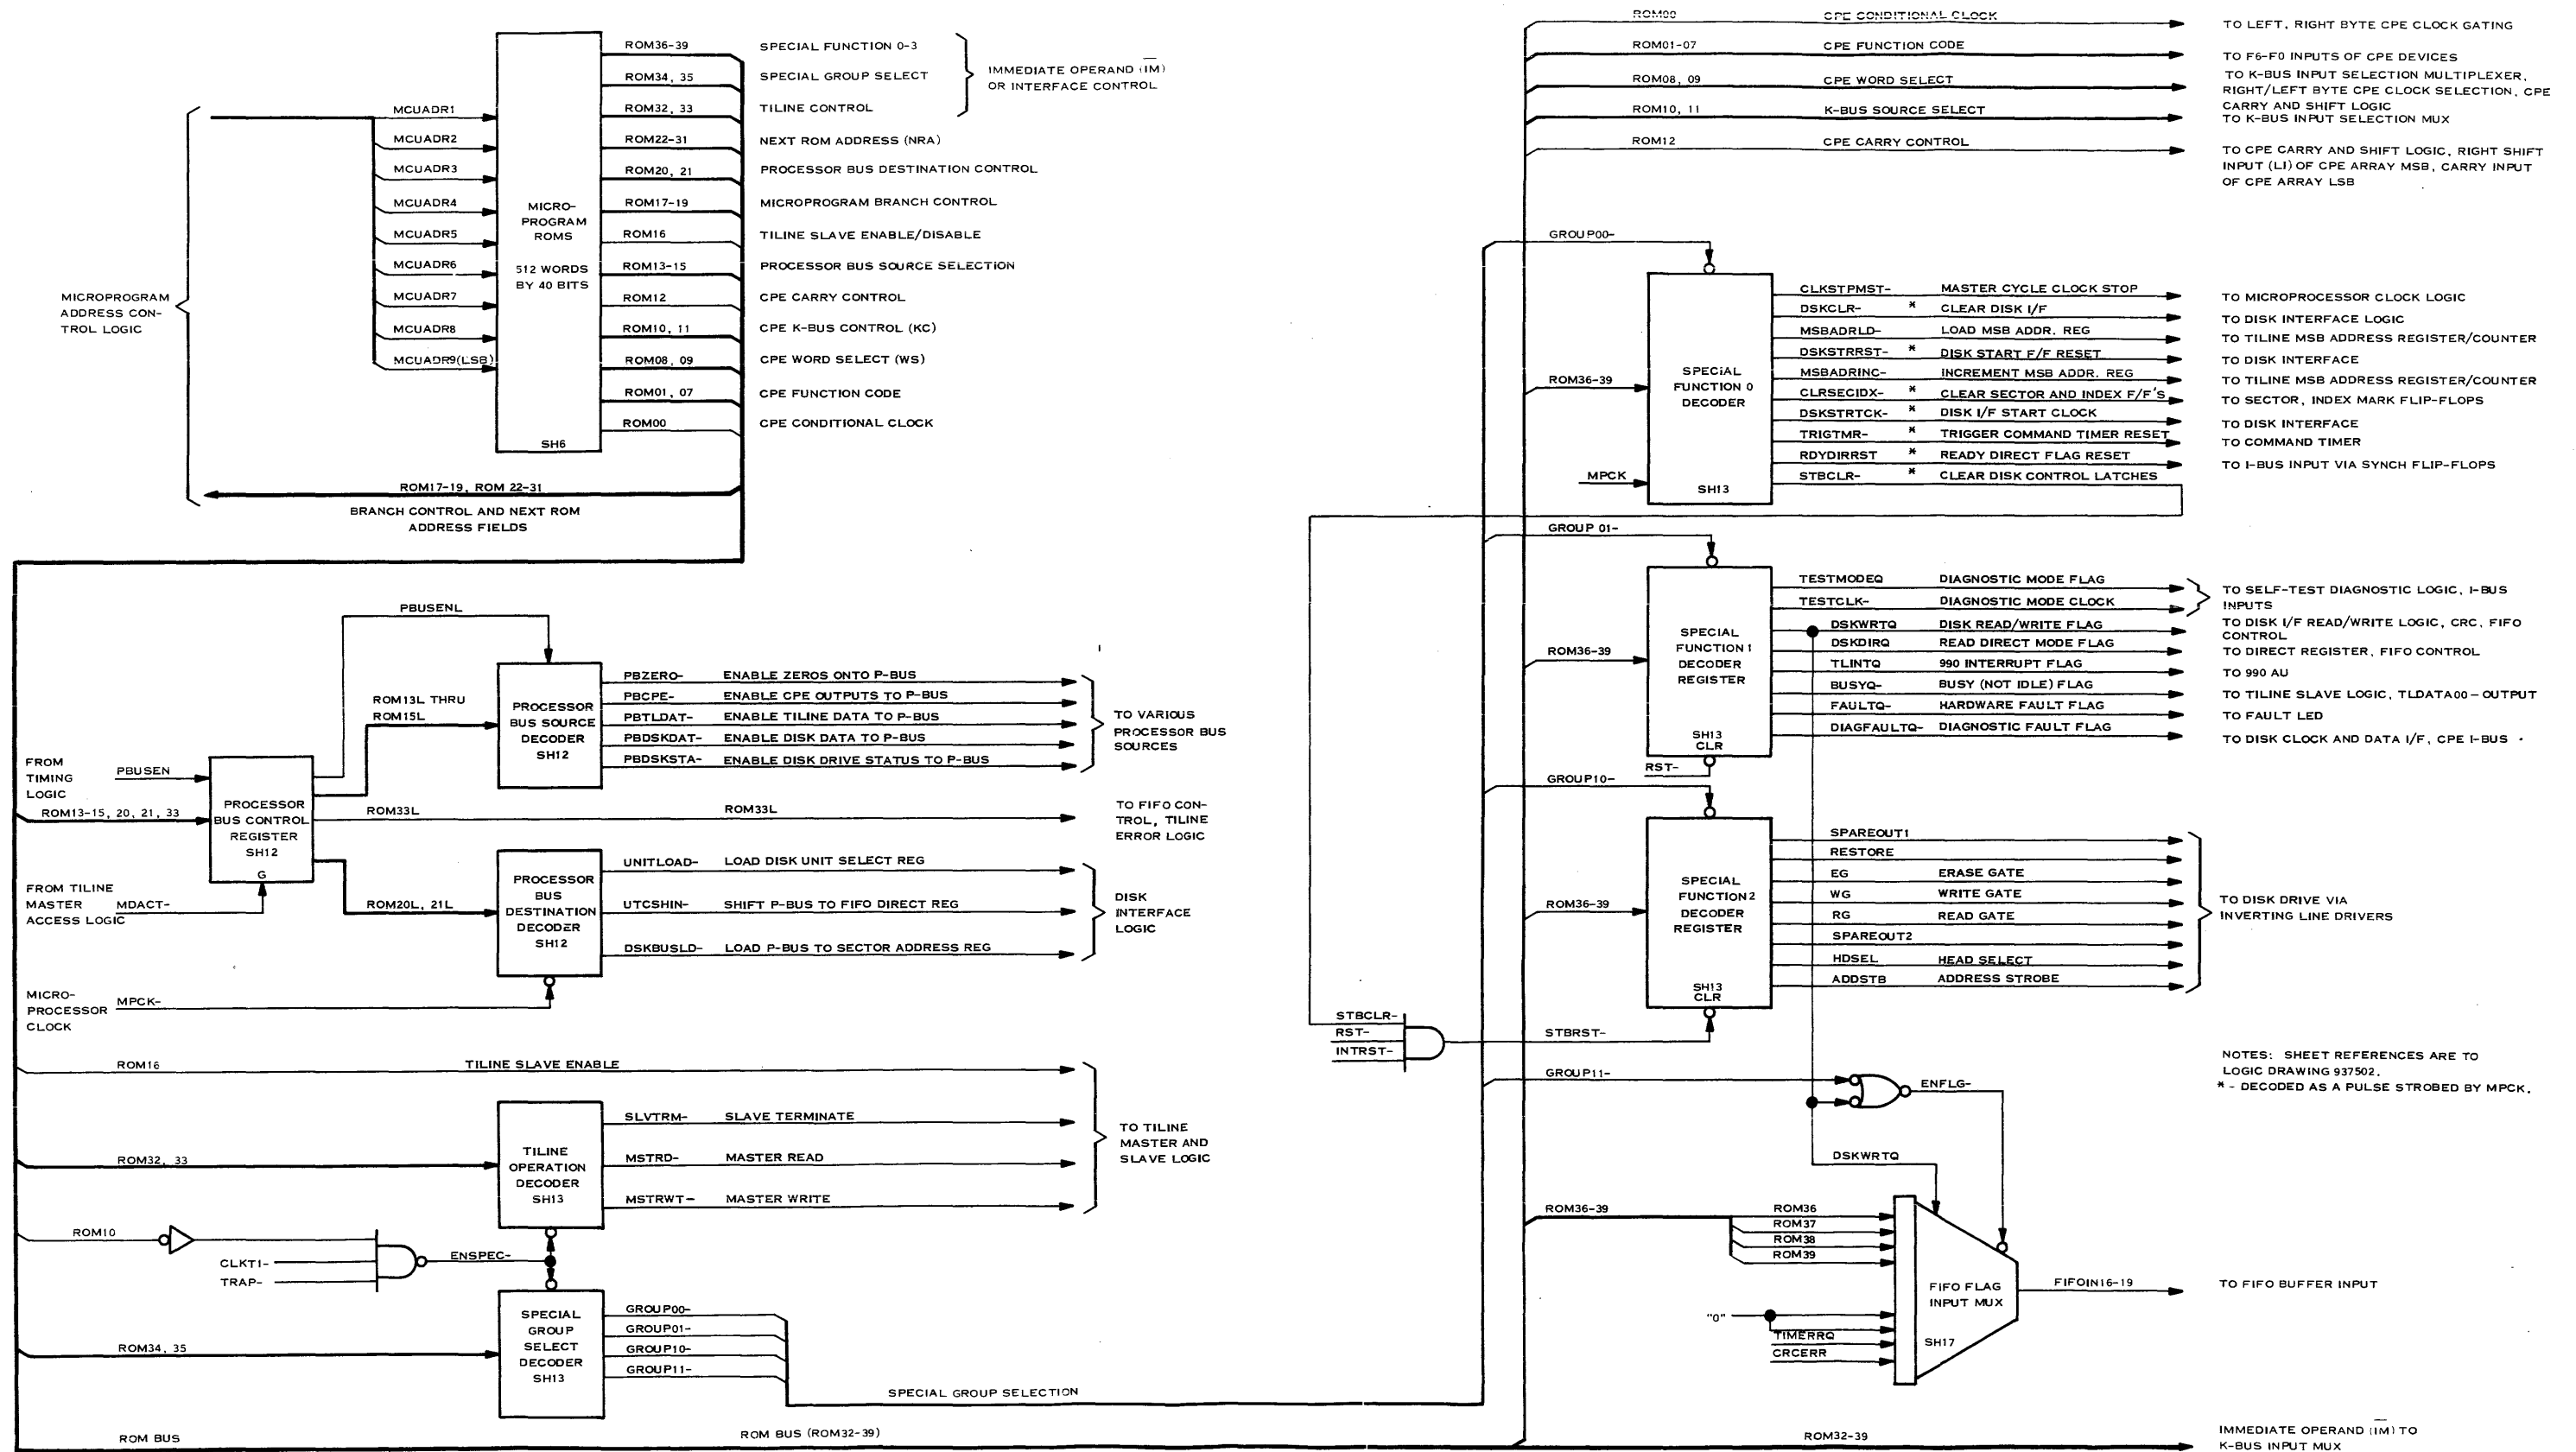 ROM36-39 SPECIAL FUNCTION 0-3
ROM34, 35 SPECIAL GROUP SELECT
ROM32, 33 TILINE CONTROL
IMMEDIATE OPERAND (IM)
OR INTERFACE CONTROL
ROM22-31 NEXT ROM ADDRESS (NRA)
ROM20, 21 PROCESSOR BUS DESTINATION CONTROL
ROM17-19 MICROPROGRAM BRANCH CONTROL
ROM16 TILINE SLAVE ENABLE/DISABLE
ROM13-15 PROCESSOR BUS SOURCE SELECTION
ROM12 CPE CARRY CONTROL
ROM10, 11 CPE K-BUS CONTROL (KC)
ROM08, 09 CPE WORD SELECT (WS)
ROM01, 07 CPE FUNCTION CODE
ROM00 CPE CONDITIONAL CLOCK
MCUADR1
MCUADR2
MCUADR3
MCUADR4
MCUADR5
MCUADR6
MCUADR7
MCUADR8
MCUADR9(LSB)
MICRO-
PROGRAM
ROMS
512 WORDS
BY 40 BITS
SH6
MICROPROGRAM
ADDRESS CON-
TROL LOGIC
ROM17-19, ROM 22-31
BRANCH CONTROL AND NEXT ROM
ADDRESS FIELDS
PBUSENL
ROM13L THRU
ROM15L
PROCESSOR
BUS SOURCE
DECODER
SH12
PBZERO- ENABLE ZEROS ONTO P-BUS
PBCPE- ENABLE CPE OUTPUTS TO P-BUS
PBTLDAT- ENABLE TILINE DATA TO P-BUS
PBDSKDAT- ENABLE DISK DATA TO P-BUS
PBDSKSTA- ENABLE DISK DRIVE STATUS TO P-BUS
TO VARIOUS
PROCESSOR BUS
SOURCES
FROM
TIMING
LOGIC
PBUSEN
ROM13-15, 20, 21, 33
PROCESSOR
BUS CONTROL
REGISTER
SH12
G
ROM33L
ROM33L
TO FIFO CON-
TROL, TILINE
ERROR LOGIC
FROM TILINE
MASTER
ACCESS LOGIC
MDACT-
ROM20L, 21L
PROCESSOR
BUS
DESTINATION
DECODER
SH12
UNITLOAD- LOAD DISK UNIT SELECT REG
UTCSHIN- SHIFT P-BUS TO FIFO DIRECT REG
DSKBUSLD- LOAD P-BUS TO SECTOR ADDRESS REG
DISK
INTERFACE
LOGIC
MICRO-
PROCESSOR
CLOCK
MPCK-
ROM16 TILINE SLAVE ENABLE
ROM32, 33
TILINE
OPERATION
DECODER
SH13
SLVTRM- SLAVE TERMINATE
MSTRD- MASTER READ
MSTRWT- MASTER WRITE
TO TILINE
MASTER AND
SLAVE LOGIC
ROM10
CLKT1-
TRAP-
ENSPEC-
ROM34, 35
SPECIAL
GROUP
SELECT
DECODER
SH13
GROUP00-
GROUP01-
GROUP10-
GROUP11-
SPECIAL GROUP SELECTION
ROM BUS
ROM BUS (ROM32-39)
ROM00 CPE CONDITIONAL CLOCK TO LEFT, RIGHT BYTE CPE CLOCK GATING
ROM01-07 CPE FUNCTION CODE TO F6-F0 INPUTS OF CPE DEVICES
ROM08, 09 CPE WORD SELECT TO K-BUS INPUT SELECTION MULTIPLEXER,
RIGHT/LEFT BYTE CPE CLOCK SELECTION, CPE
CARRY AND SHIFT LOGIC
ROM10, 11 K-BUS SOURCE SELECT TO K-BUS INPUT SELECTION MUX
ROM12 CPE CARRY CONTROL TO CPE CARRY AND SHIFT LOGIC, RIGHT SHIFT
INPUT (LI) OF CPE ARRAY MSB, CARRY INPUT
OF CPE ARRAY LSB
GROUP00-
ROM36-39
MPCK
SPECIAL
FUNCTION 0
DECODER
SH13
CLKSTPMST- MASTER CYCLE CLOCK STOP TO MICROPROCESSOR CLOCK LOGIC
DSKCLR- * CLEAR DISK I/F TO DISK INTERFACE LOGIC
MSBADRLD- LOAD MSB ADDR. REG TO TILINE MSB ADDRESS REGISTER/COUNTER
DSKSTRRST- * DISK START F/F RESET TO DISK INTERFACE
MSBADRINC- INCREMENT MSB ADDR. REG TO TILINE MSB ADDRESS REGISTER/COUNTER
CLRSECIDX- * CLEAR SECTOR AND INDEX F/F'S TO SECTOR, INDEX MARK FLIP-FLOPS
DSKSTRTCK- * DISK I/F START CLOCK TO DISK INTERFACE
TRIGTMR- * TRIGGER COMMAND TIMER RESET TO COMMAND TIMER
RDYDIRRST * READY DIRECT FLAG RESET TO I-BUS INPUT VIA SYNCH FLIP-FLOPS
STBCLR- * CLEAR DISK CONTROL LATCHES
GROUP 01-
ROM36-39
SPECIAL
FUNCTION 1
DECODER
REGISTER
SH13
CLR
RST-
TESTMODEQ DIAGNOSTIC MODE FLAG
TESTCLK- DIAGNOSTIC MODE CLOCK
TO SELF-TEST DIAGNOSTIC LOGIC, I-BUS
INPUTS
DSKWRTQ DISK READ/WRITE FLAG TO DISK I/F READ/WRITE LOGIC, CRC, FIFO
CONTROL
DSKDIRQ READ DIRECT MODE FLAG TO DIRECT REGISTER, FIFO CONTROL
TLINTQ 990 INTERRUPT FLAG TO 990 AU
BUSYQ- BUSY (NOT IDLE) FLAG TO TILINE SLAVE LOGIC, TLDATA00-OUTPUT
FAULTQ- HARDWARE FAULT FLAG TO FAULT LED
DIAGFAULTQ- DIAGNOSTIC FAULT FLAG TO DISK CLOCK AND DATA I/F, CPE I-BUS
GROUP10-
ROM36-39
SPECIAL
FUNCTION 2
DECODER
REGISTER
SH13
CLR
SPAREOUT1
RESTORE
EG ERASE GATE
WG WRITE GATE
RG READ GATE
SPAREOUT2
HDSEL HEAD SELECT
ADDSTB ADDRESS STROBE
TO DISK DRIVE VIA
INVERTING LINE DRIVERS
STBCLR-
RST-
INTRST-
STBRST-
GROUP11-
ENFLG-
DSKWRTQ
NOTES: SHEET REFERENCES ARE TO
LOGIC DRAWING 937502.
* - DECODED AS A PULSE STROBED BY MPCK.
ROM36-39
ROM36
ROM37
ROM38
ROM39
"0"
TIMERRQ
CRCERR
FIFO FLAG
INPUT MUX
SH17
FIFOIN16-19 TO FIFO BUFFER INPUT
ROM32-39
IMMEDIATE OPERAND (IM) TO
K-BUS INPUT MUX